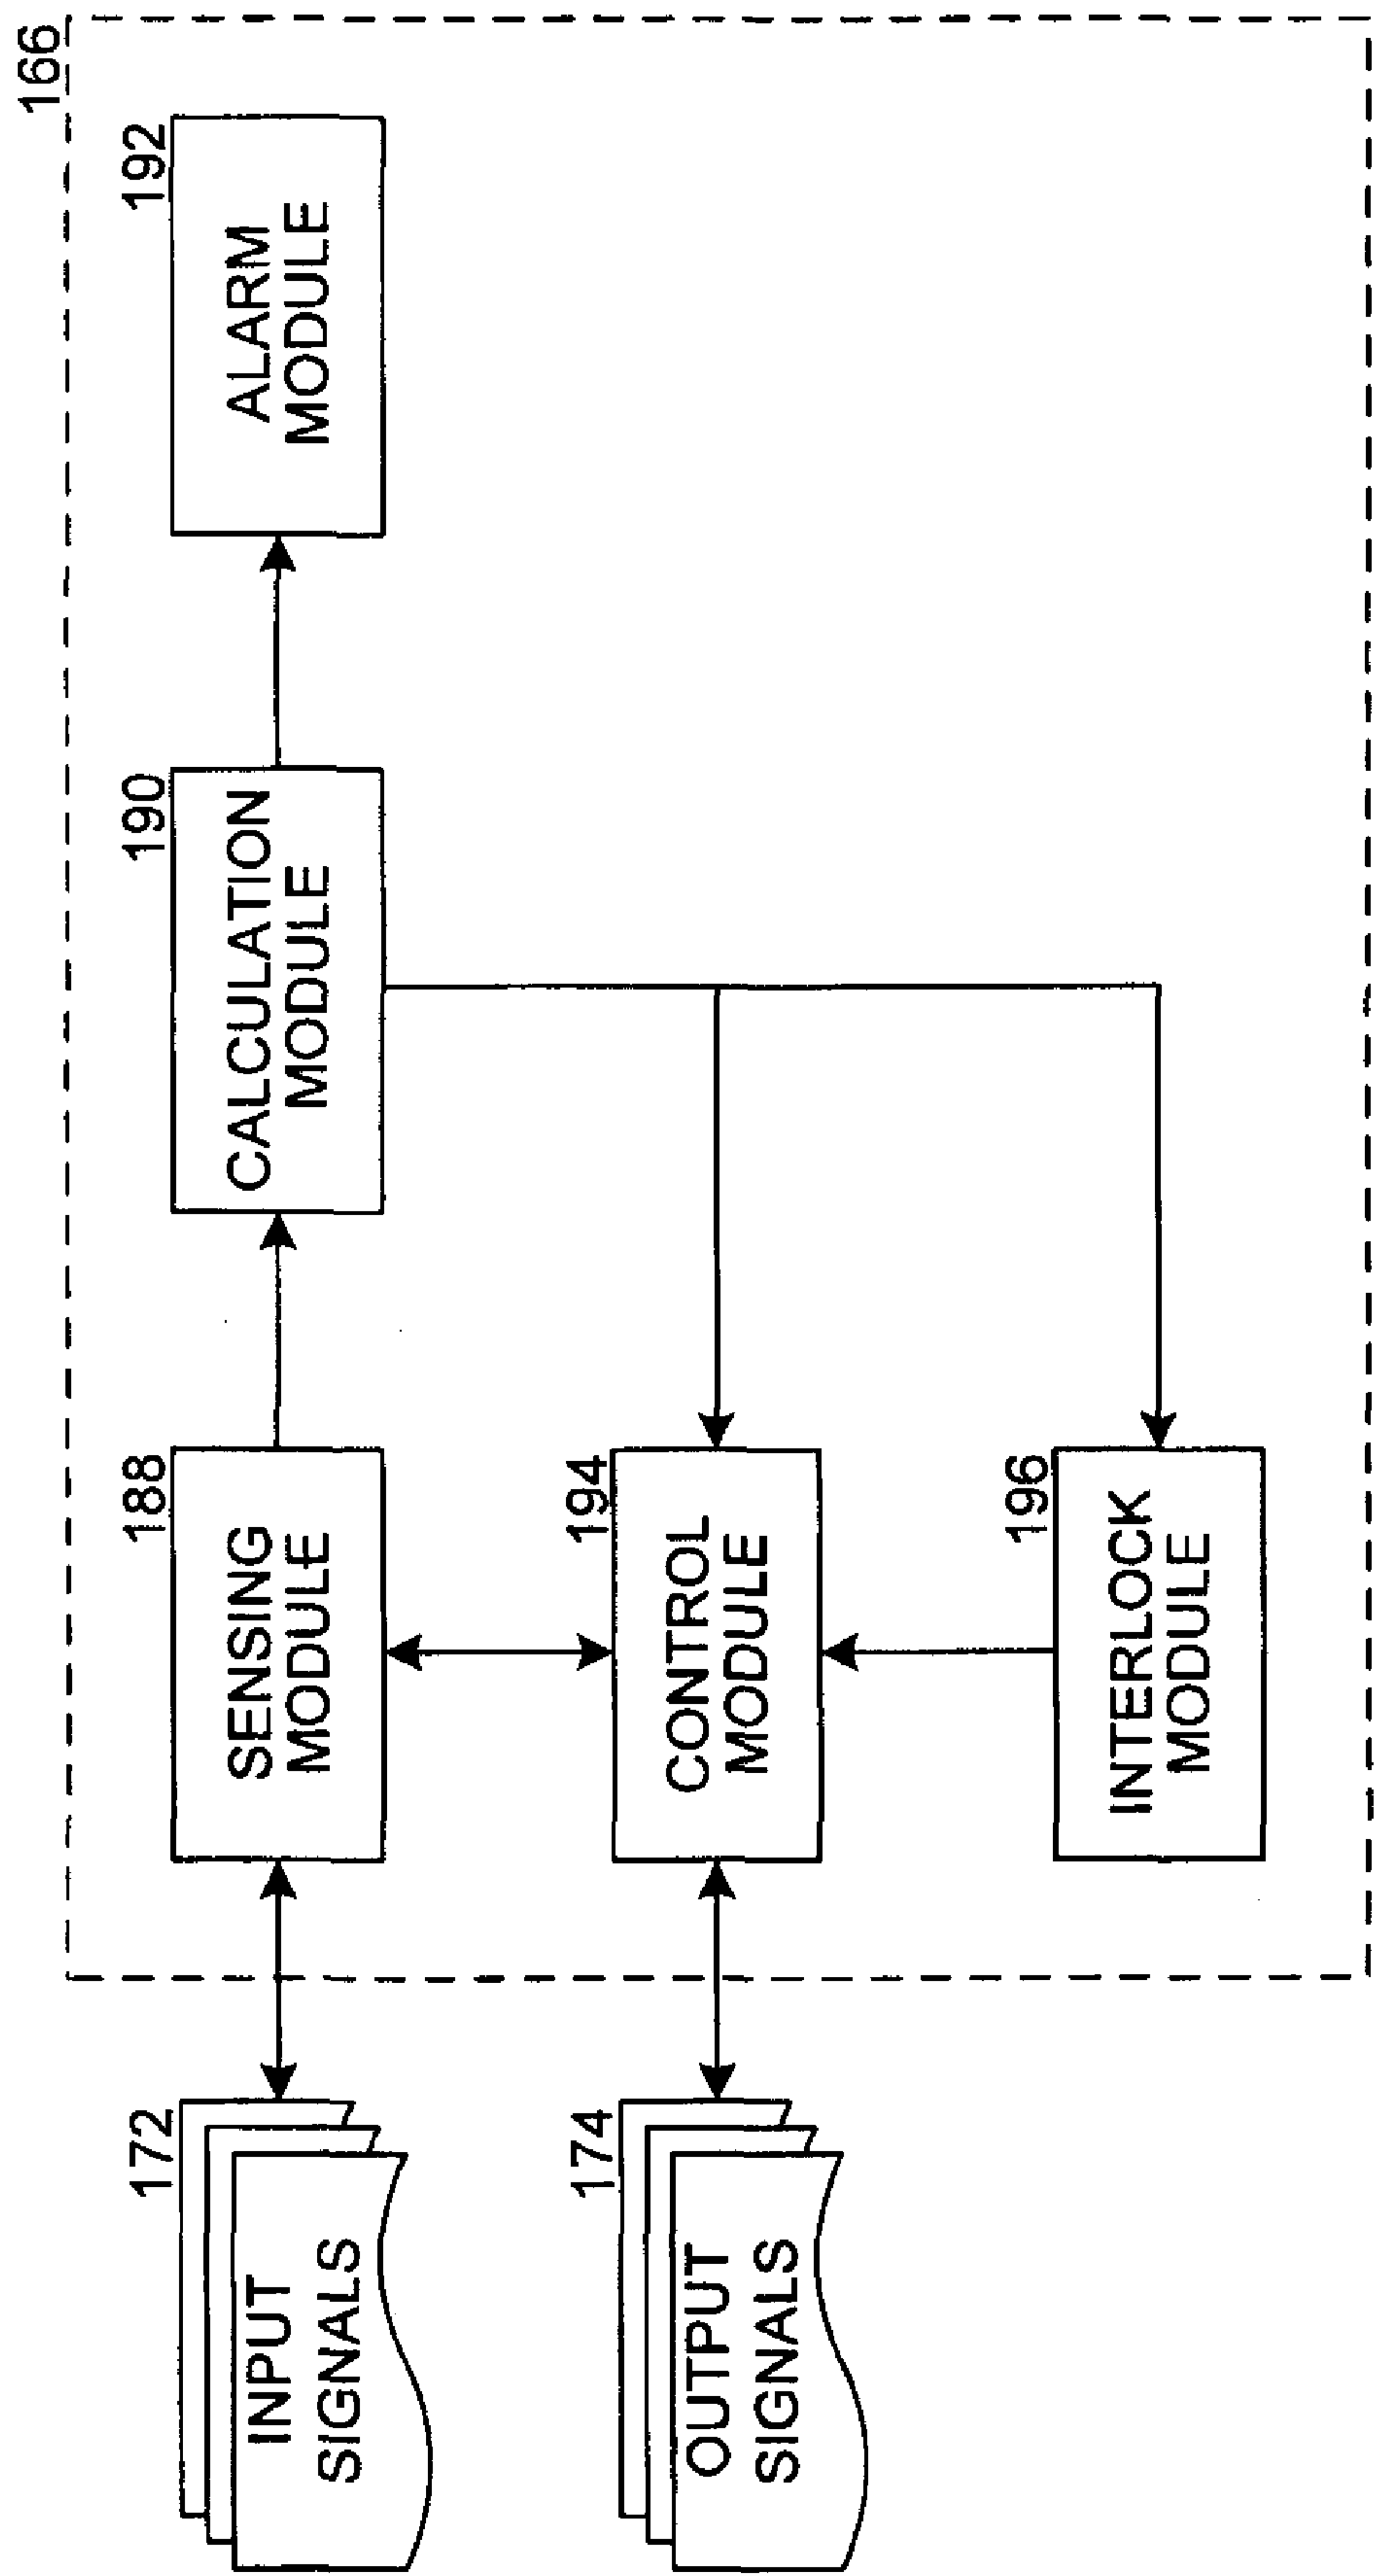 166
172
INPUT
SIGNALS
188
SENSING
MODULE
190
CALCULATION
MODULE
192
ALARM
MODULE
174
OUTPUT
SIGNALS
194
CONTROL
MODULE
196
INTERLOCK
MODULE